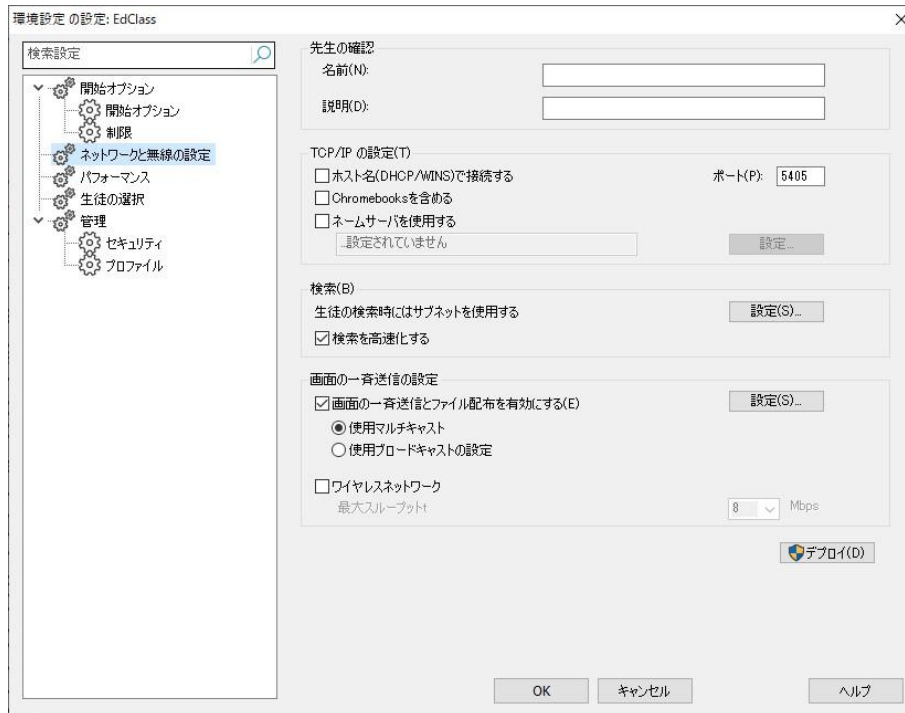 環境設定 の設定: EdClass
検索設定
開始オプション
開始オプション
制限
ネットワークと無線の設定
パフォーマンス
生徒の選択
管理
セキュリティ
プロファイル
先生の確認
名前(N):
説明(D):
TCP/IP の設定(T)
ホスト名(DHCP/WINS)で接続する
ポート(P): 5405
Chromebooksを含める
ネームサーバを使用する
..設定されていません
設定...
検索(B)
生徒の検索時にはサブネットを使用する
設定(S)...
検索を高速化する
画面の一斉送信の設定
画面の一斉送信とファイル配布を有効にする(E)
設定(S)...
使用マルチキャスト
使用ブロードキャストの設定
ワイヤレスネットワーク
最大スループットt
8 Mbps
デプロイ(D)
OK
キャンセル
ヘルプ